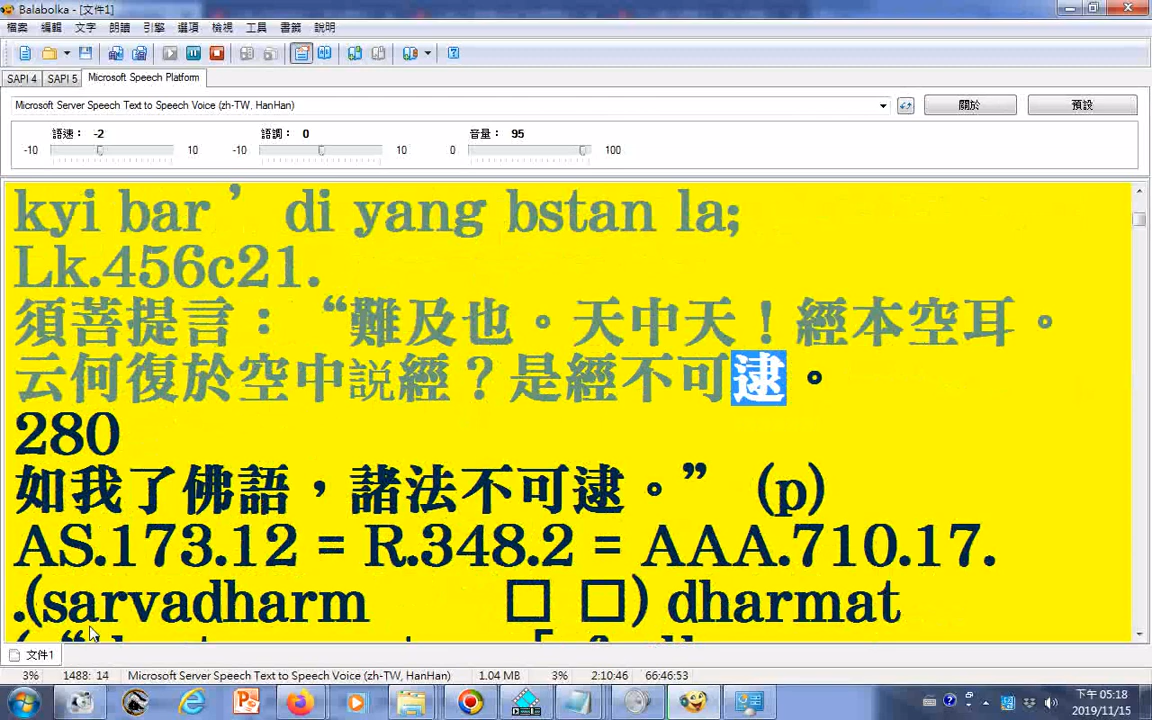 Balabolka - [文件1]
檔案 編輯 文字 朗讀 引擎 選項 檢視 工具 書籤 說明
SAPI 4 SAPI 5 Microsoft Speech Platform
Microsoft Server Speech Text to Speech Voice (zh-TW, HanHan) 關於 預設
語速： -2 語調： 0 音量： 95
-10 10 -10 10 0 100
kyi bar ’ di yang bstan la;
Lk.456c21.
須菩提言：“難及也。天中天！經本空耳。
云何復於空中説經？是經不可逮。
280
如我了佛語，諸法不可逮。” (p)
AS.173.12 = R.348.2 = AAA.710.17.
.(sarvadharm □ □) dharmat
文件1
3% 1488: 14 Microsoft Server Speech Text to Speech Voice (zh-TW, HanHan) 1.04 MB 3% 2:10:46 66:46:53
下午 05:18
2019/11/15